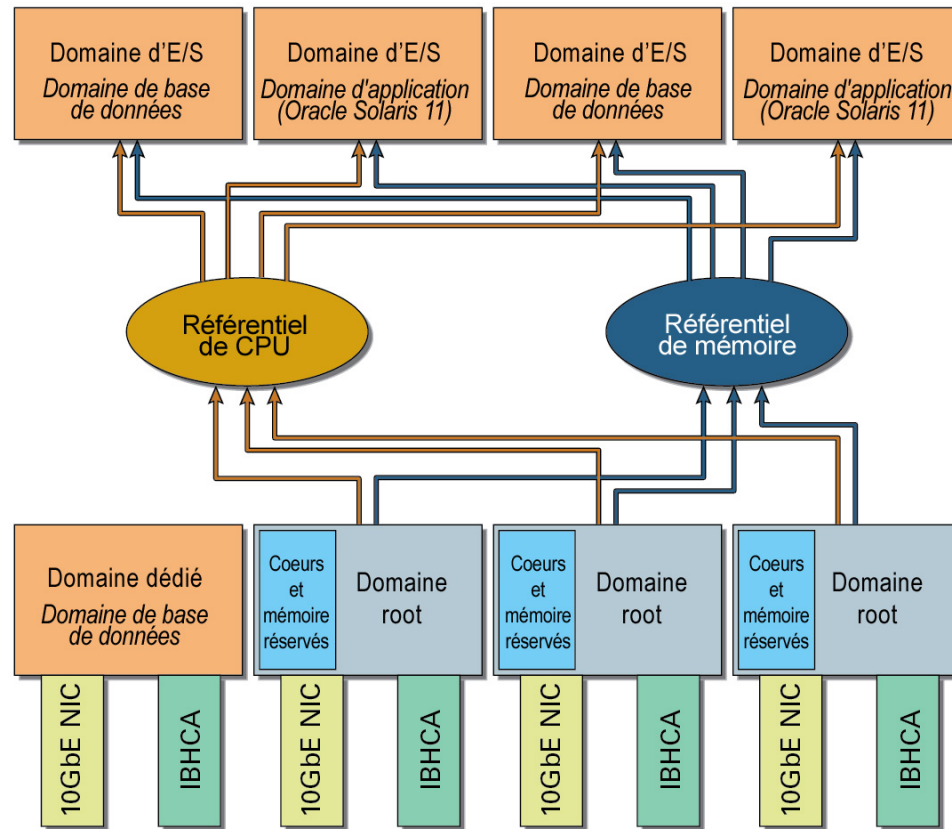 Domaine d'E/S
Domaine de base
de données
Domaine d'E/S
Domaine d'application
(Oracle Solaris 11)
Domaine d'E/S
Domaine de base
de données
Domaine d'E/S
Domaine d'application
(Oracle Solaris 11)
Référentiel
de CPU
Référentiel
de mémoire
Domaine dédié
Domaine de base
de données
Coeurs
et
mémoire
réservés
Domaine
root
Coeurs
et
mémoire
réservés
Domaine
root
Coeurs
et
mémoire
réservés
Domaine
root
10GbE NIC
IBHCA
10GbE NIC
IBHCA
10GbE NIC
IBHCA
10GbE NIC
IBHCA